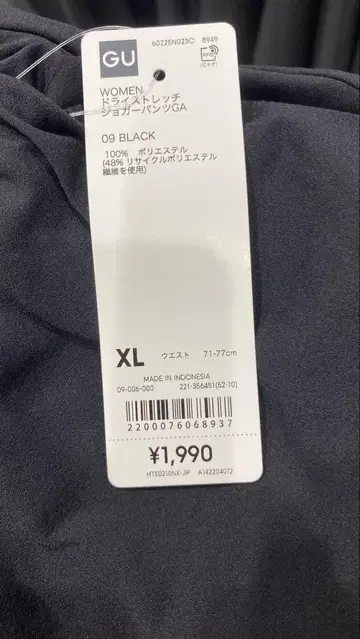 GU
6022SN023C 8949
WOMEN
ドライストレッチ
ジョガーパンツGA
09 BLACK
100% ポリエステル
(48% リサイクルポリエステル
繊維を使用)
XL ウエスト 71-77cm
MADE IN INDONESIA
09-006-000 221-356451(52-10)
2200076068937
¥1,990
HTS0210NX-JP A142204072